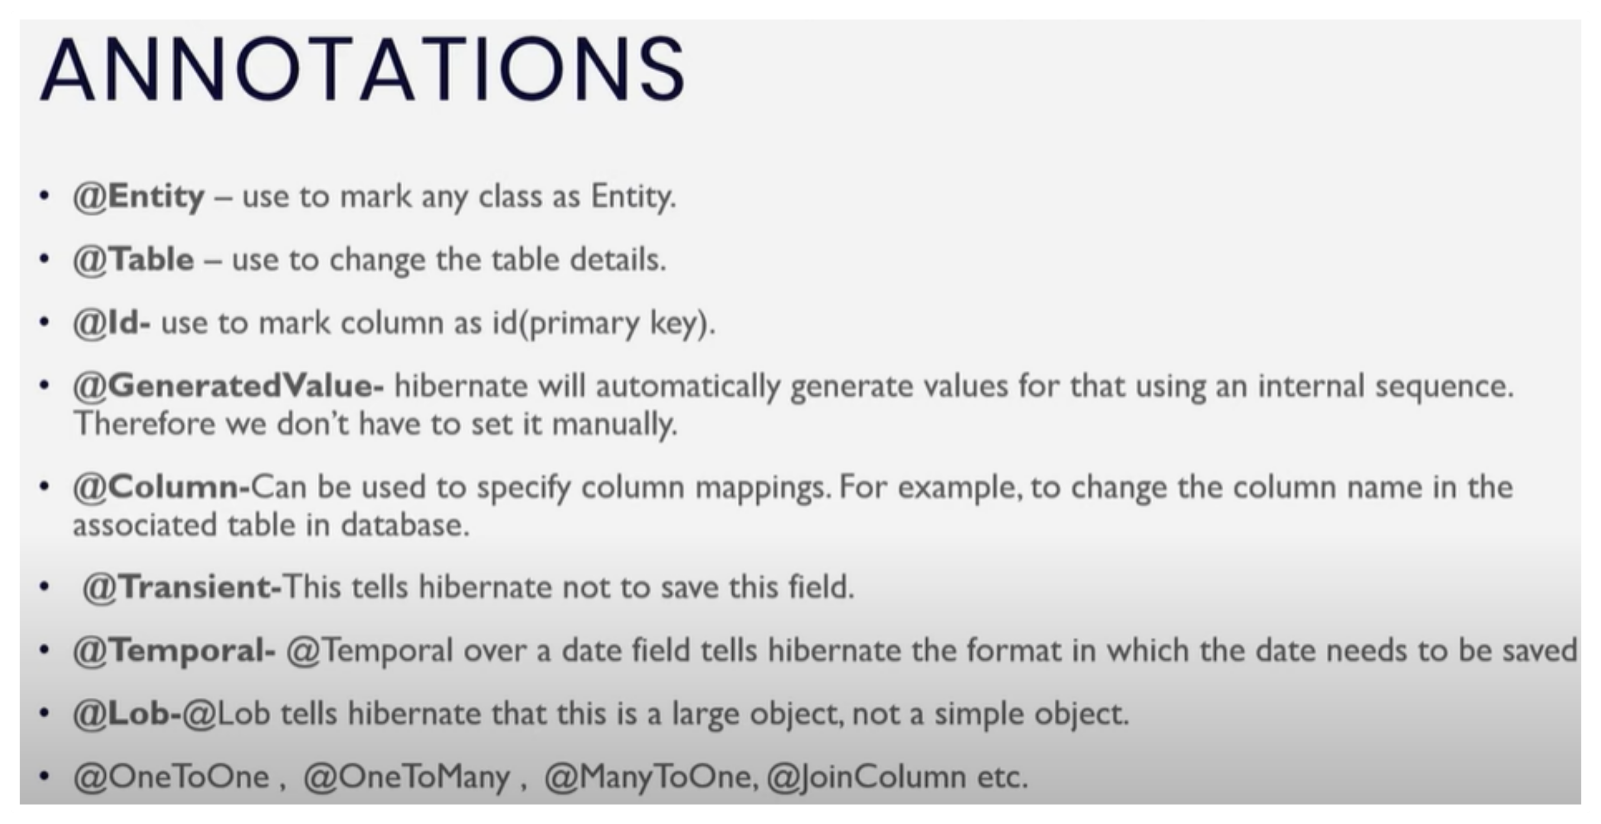 ANNOTATIONS
• @Entity – use to mark any class as Entity.
• @Table – use to change the table details.
• @Id- use to mark column as id(primary key).
• @GeneratedValue- hibernate will automatically generate values for that using an internal sequence.
Therefore we don’t have to set it manually.
• @Column-Can be used to specify column mappings. For example, to change the column name in the
associated table in database.
• @Transient-This tells hibernate not to save this field.
• @Temporal- @Temporal over a date field tells hibernate the format in which the date needs to be saved
• @Lob-@Lob tells hibernate that this is a large object, not a simple object.
• @OneToOne , @OneToMany , @ManyToOne, @JoinColumn etc.